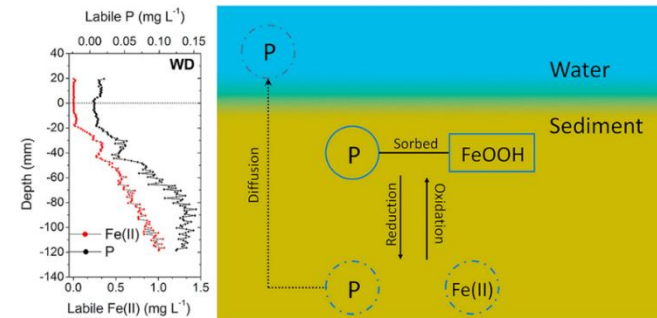 Labile P (mg L⁻¹)
0.00 0.05 0.10 0.15
WD
40
20
0
-20
-40
-60
-80
-100
-120
-140
Depth (mm)
Fe(II)
P
0.0 0.5 1.0 1.5
Labile Fe(II) (mg L⁻¹)
P
Water
Sediment
P
Sorbed
FeOOH
Diffusion
Reduction
Oxidation
P
Fe(II)